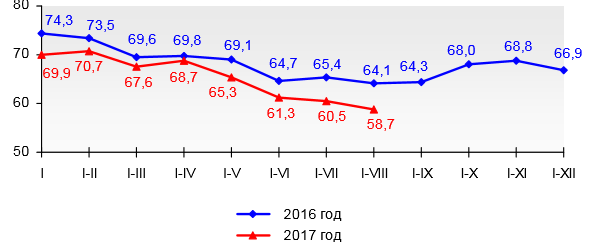 80
74,3 73,5 69,6 69,8 69,1 64,7 65,4 64,1 64,3 68,0 68,8 66,9
70
69,9 70,7 67,6 68,7 65,3 61,3 60,5 58,7
60
50
I I-II I-III I-IV I-V I-VI I-VII I-VIII I-IX I-X I-XI I-XII
2016 год
2017 год